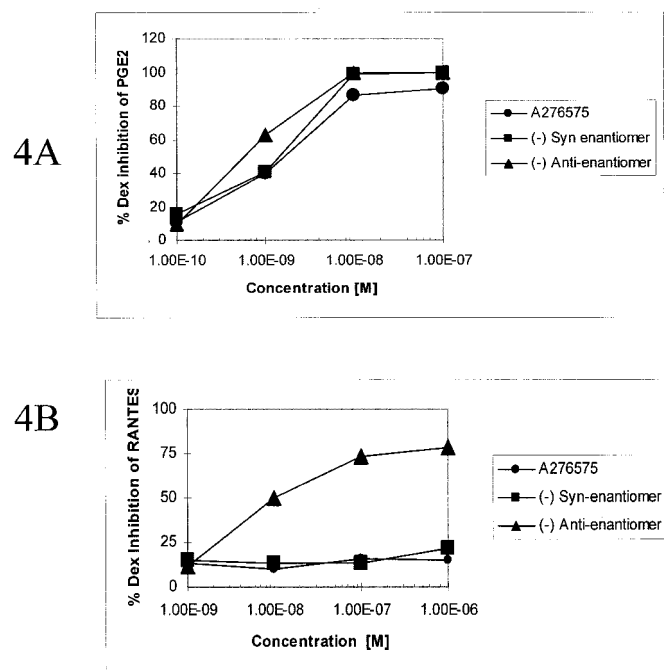 4A
% Dex inhibition of PGE2
120
100
80
60
40
20
0
1.00E-10 1.00E-09 1.00E-08 1.00E-07
Concentration [M]
A276575
(-) Syn enantiomer
(-) Anti-enantiomer
4B
% Dex Inhibition of RANTES
100
75
50
25
0
1.00E-09 1.00E-08 1.00E-07 1.00E-06
Concentration [M]
A276575
(-) Syn-enantiomer
(-) Anti-enantiomer